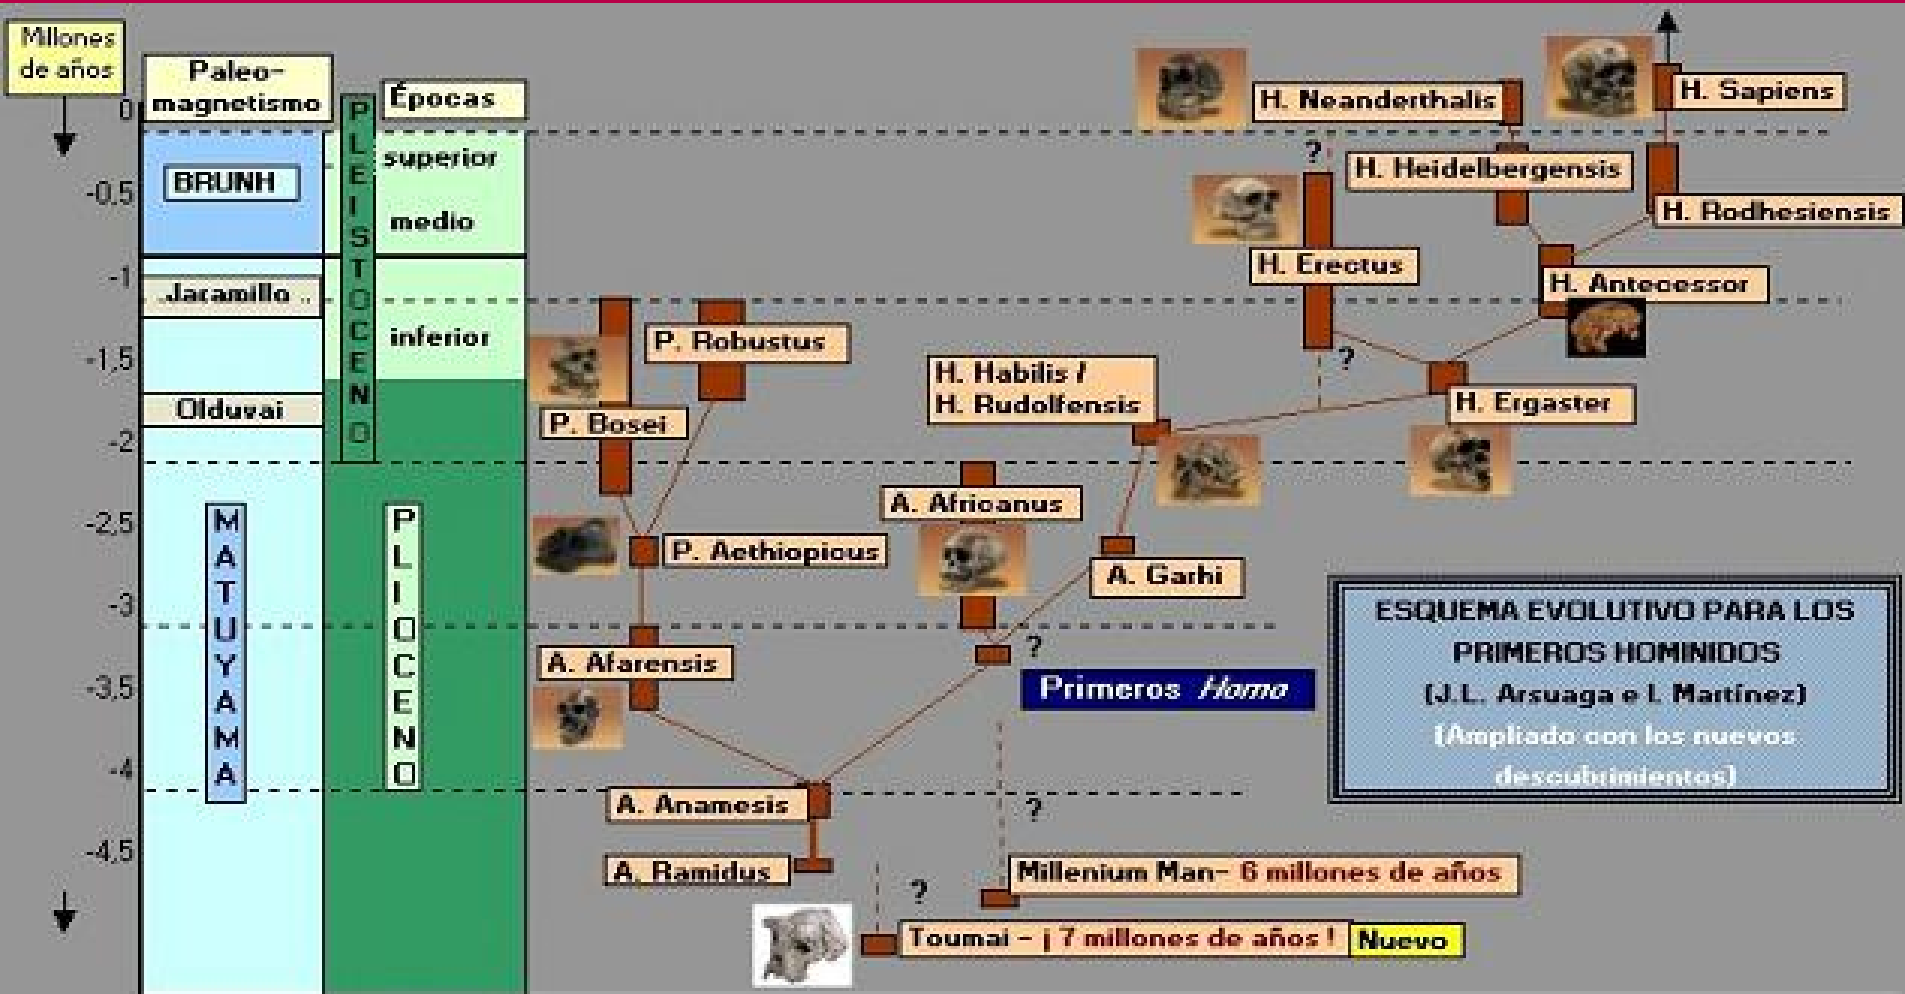 Millones
de años
0
-0,5
-1
-1,5
-2
-2,5
-3
-3,5
-4
-4,5
Paleo-
magnetismo
BRUNH
Jaramillo ..
Olduvai
MATUYAMA
PLEISTOCENO
Épocas
superior
medio
inferior
PLIOCENO
H. Neanderthalis
H. Sapiens
?
H. Heidelbergensis
H. Rodhesiensis
H. Erectus
H. Antecessor
P. Robustus
?
H. Habilis /
H. Rudolfensis
H. Ergaster
P. Bosei
A. Africanus
P. Aethiopicus
A. Garhi
?
A. Afarensis
Primeros Homo
ESQUEMA EVOLUTIVO PARA LOS
PRIMEROS HOMINIDOS
(J.L. Arsuaga e I. Martínez)
(Ampliado con los nuevos
descubrimientos)
A. Anamesis
?
A. Ramidus
Millenium Man- 6 millones de años
?
Toumai - ¡ 7 millones de años ! Nuevo